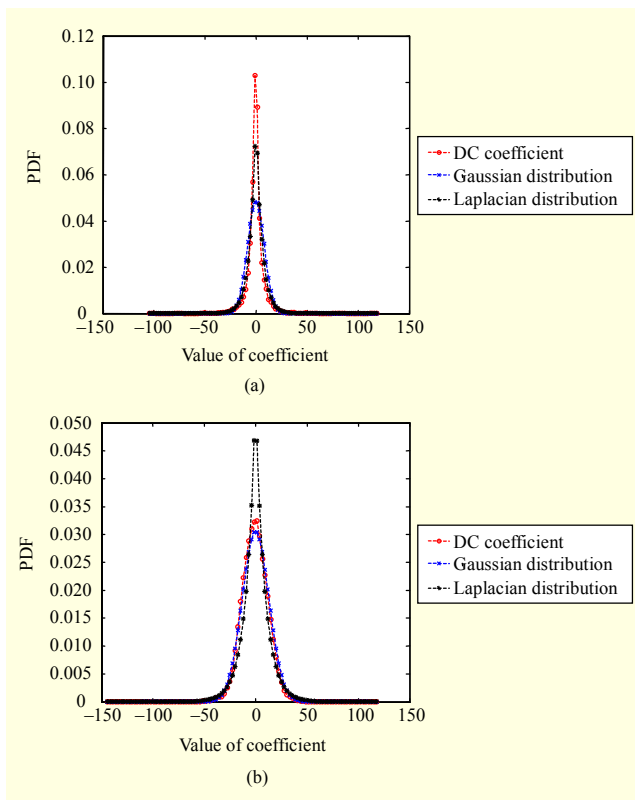 0.12
0.10
0.08
0.06
0.04
0.02
0
PDF
−150 −100 −50 0 50 100 150
Value of coefficient
DC coefficient
Gaussian distribution
Laplacian distribution
(a)
0.050
0.045
0.040
0.035
0.030
0.025
0.020
0.015
0.010
0.005
0
PDF
−150 −100 −50 0 50 100 150
Value of coefficient
DC coefficient
Gaussian distribution
Laplacian distribution
(b)